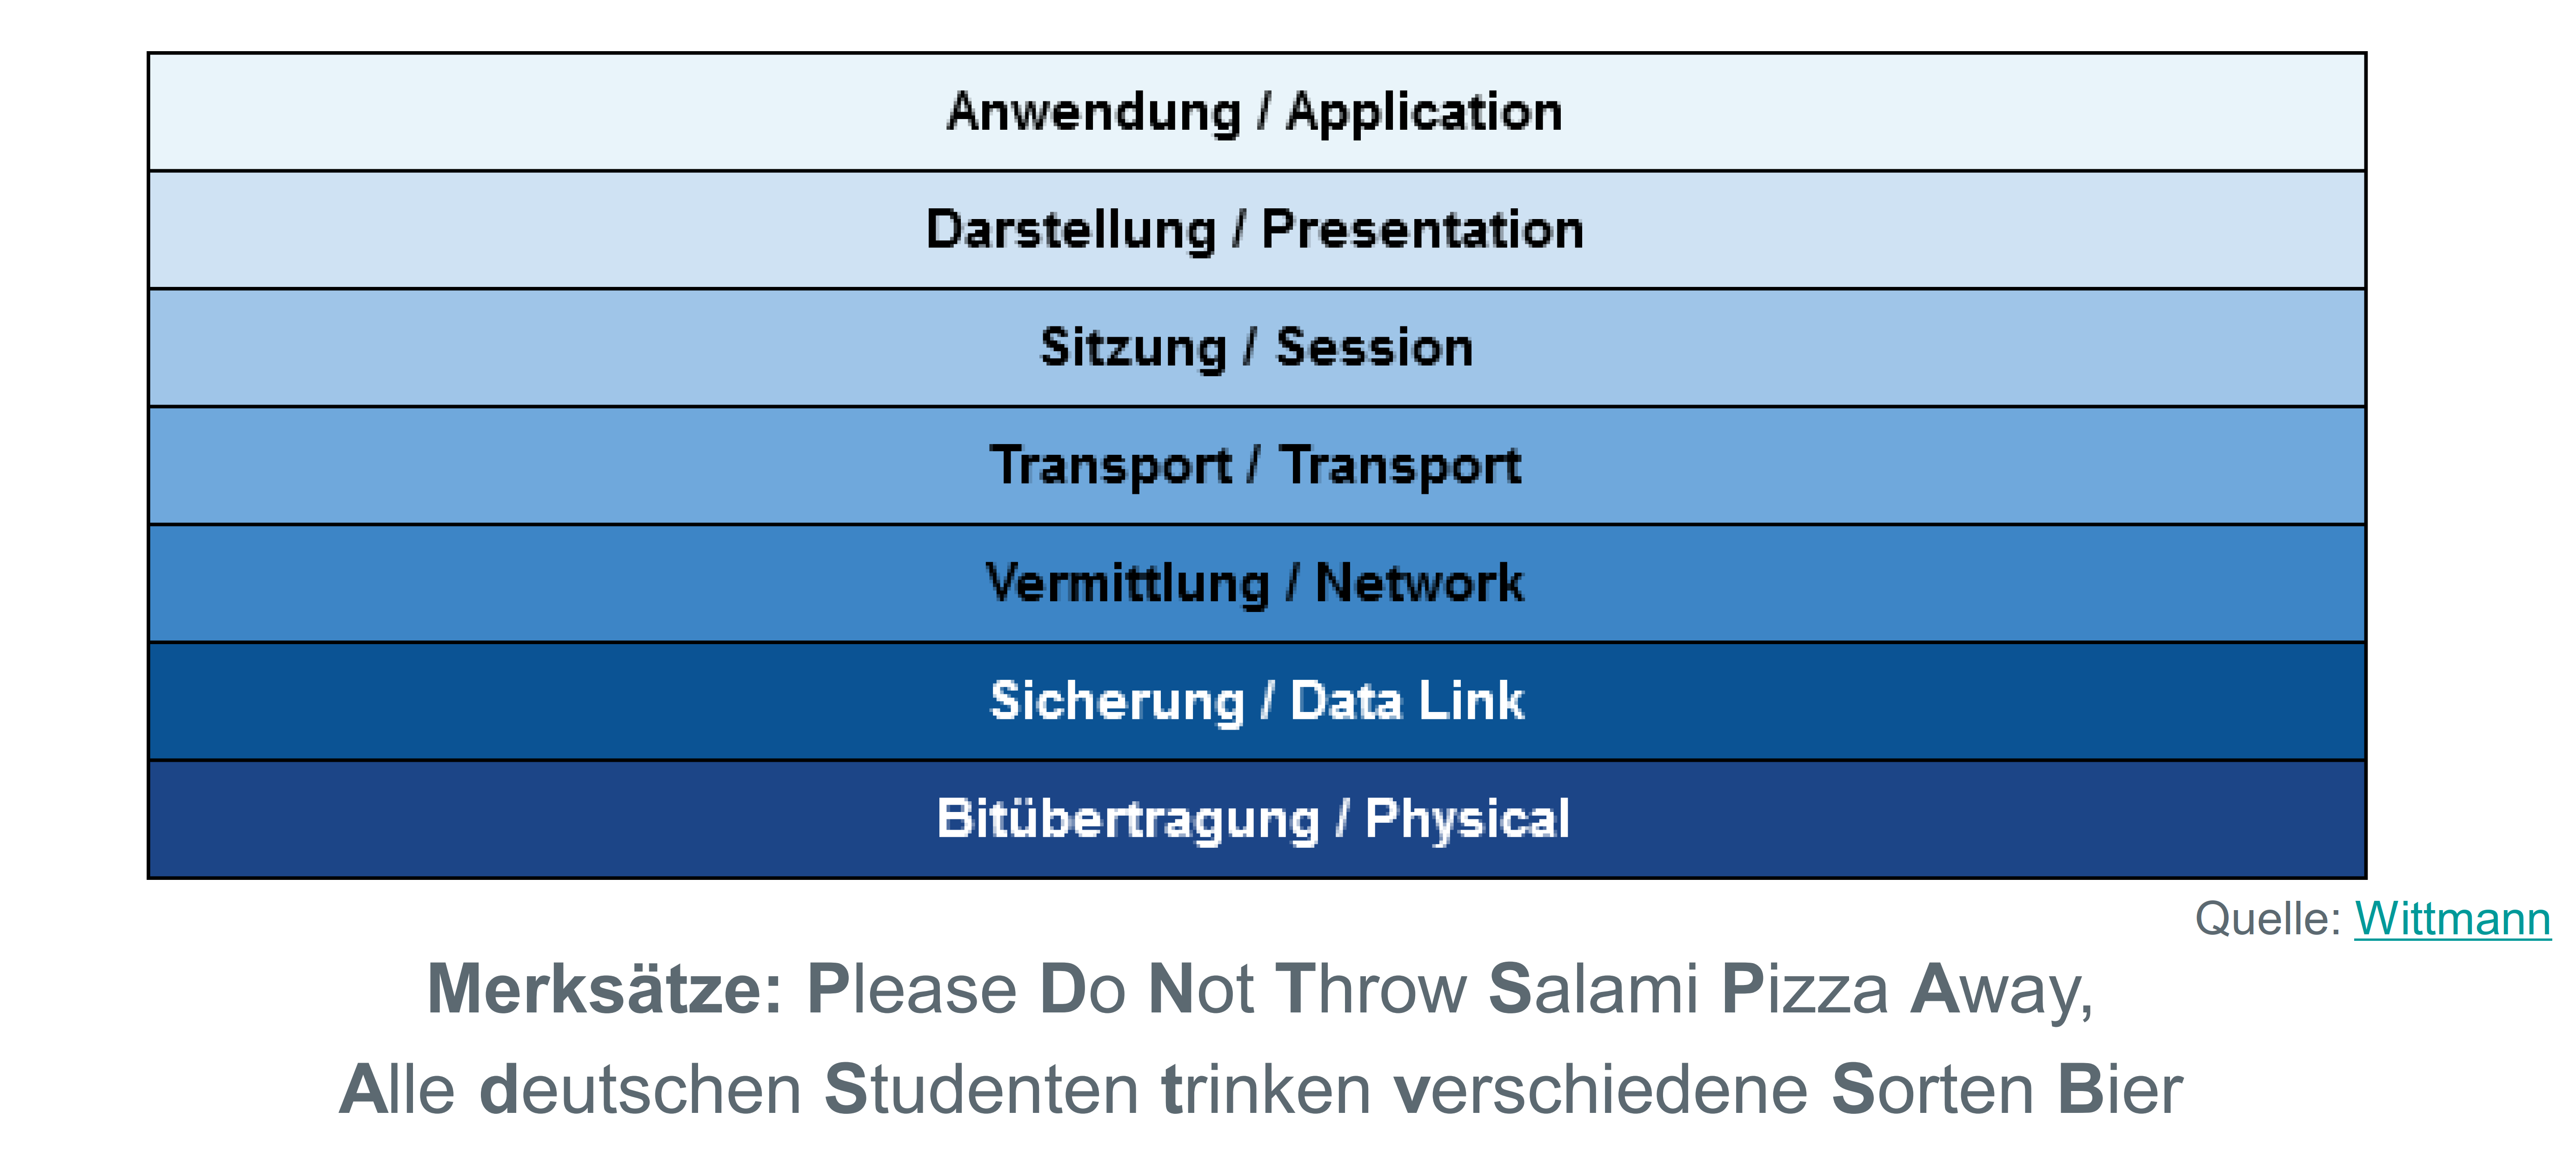 Anwendung / Application
Darstellung / Presentation
Sitzung / Session
Transport / Transport
Vermittlung / Network
Sicherung / Data Link
Bitübertragung / Physical
Quelle: Wittmann
Merksätze: Please Do Not Throw Salami Pizza Away,
Alle deutschen Studenten trinken verschiedene Sorten Bier